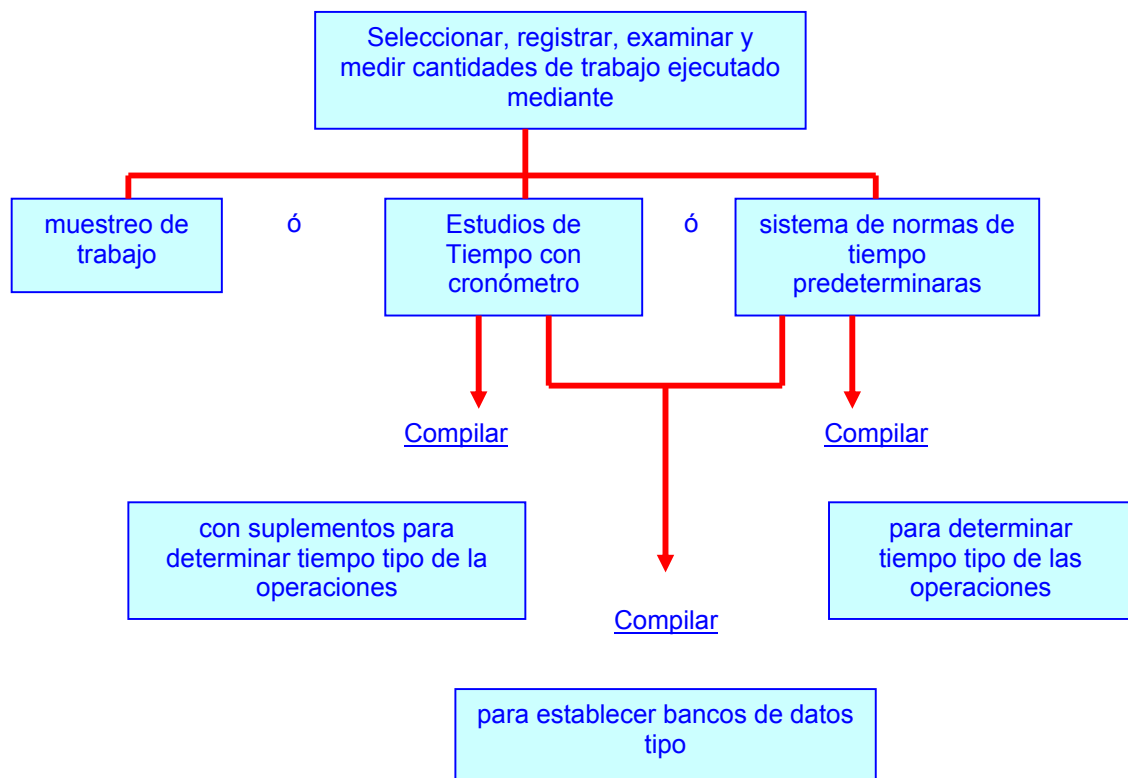 Seleccionar, registrar, examinar y
medir cantidades de trabajo ejecutado
mediante
muestreo de
trabajo
ó
Estudios de
Tiempo con
cronómetro
ó
sistema de normas de
tiempo
predeterminaras
Compilar
Compilar
con suplementos para
determinar tiempo tipo de la
operaciones
para determinar
tiempo tipo de las
operaciones
Compilar
para establecer bancos de datos
tipo